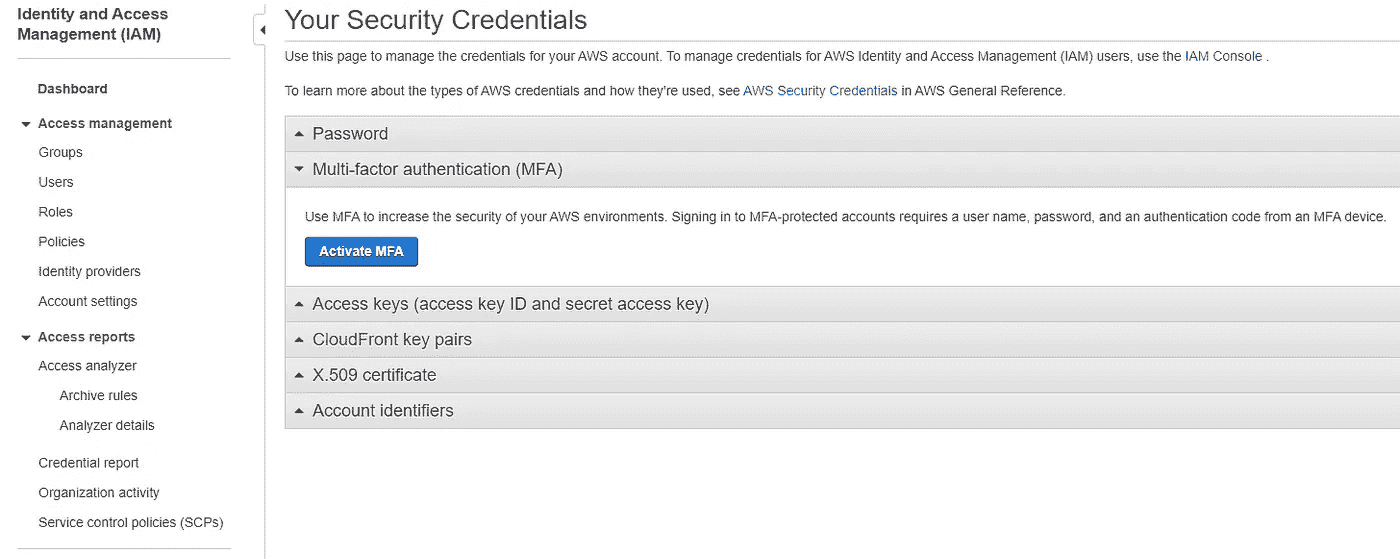 Identity and Access
Management (IAM)
Dashboard
Access management
Groups
Users
Roles
Policies
Identity providers
Account settings
Access reports
Access analyzer
Archive rules
Analyzer details
Credential report
Organization activity
Service control policies (SCPs)
Your Security Credentials
Use this page to manage the credentials for your AWS account. To manage credentials for AWS Identity and Access Management (IAM) users, use the IAM Console .
To learn more about the types of AWS credentials and how they're used, see AWS Security Credentials in AWS General Reference.
Password
Multi-factor authentication (MFA)
Use MFA to increase the security of your AWS environments. Signing in to MFA-protected accounts requires a user name, password, and an authentication code from an MFA device.
Activate MFA
Access keys (access key ID and secret access key)
CloudFront key pairs
X.509 certificate
Account identifiers